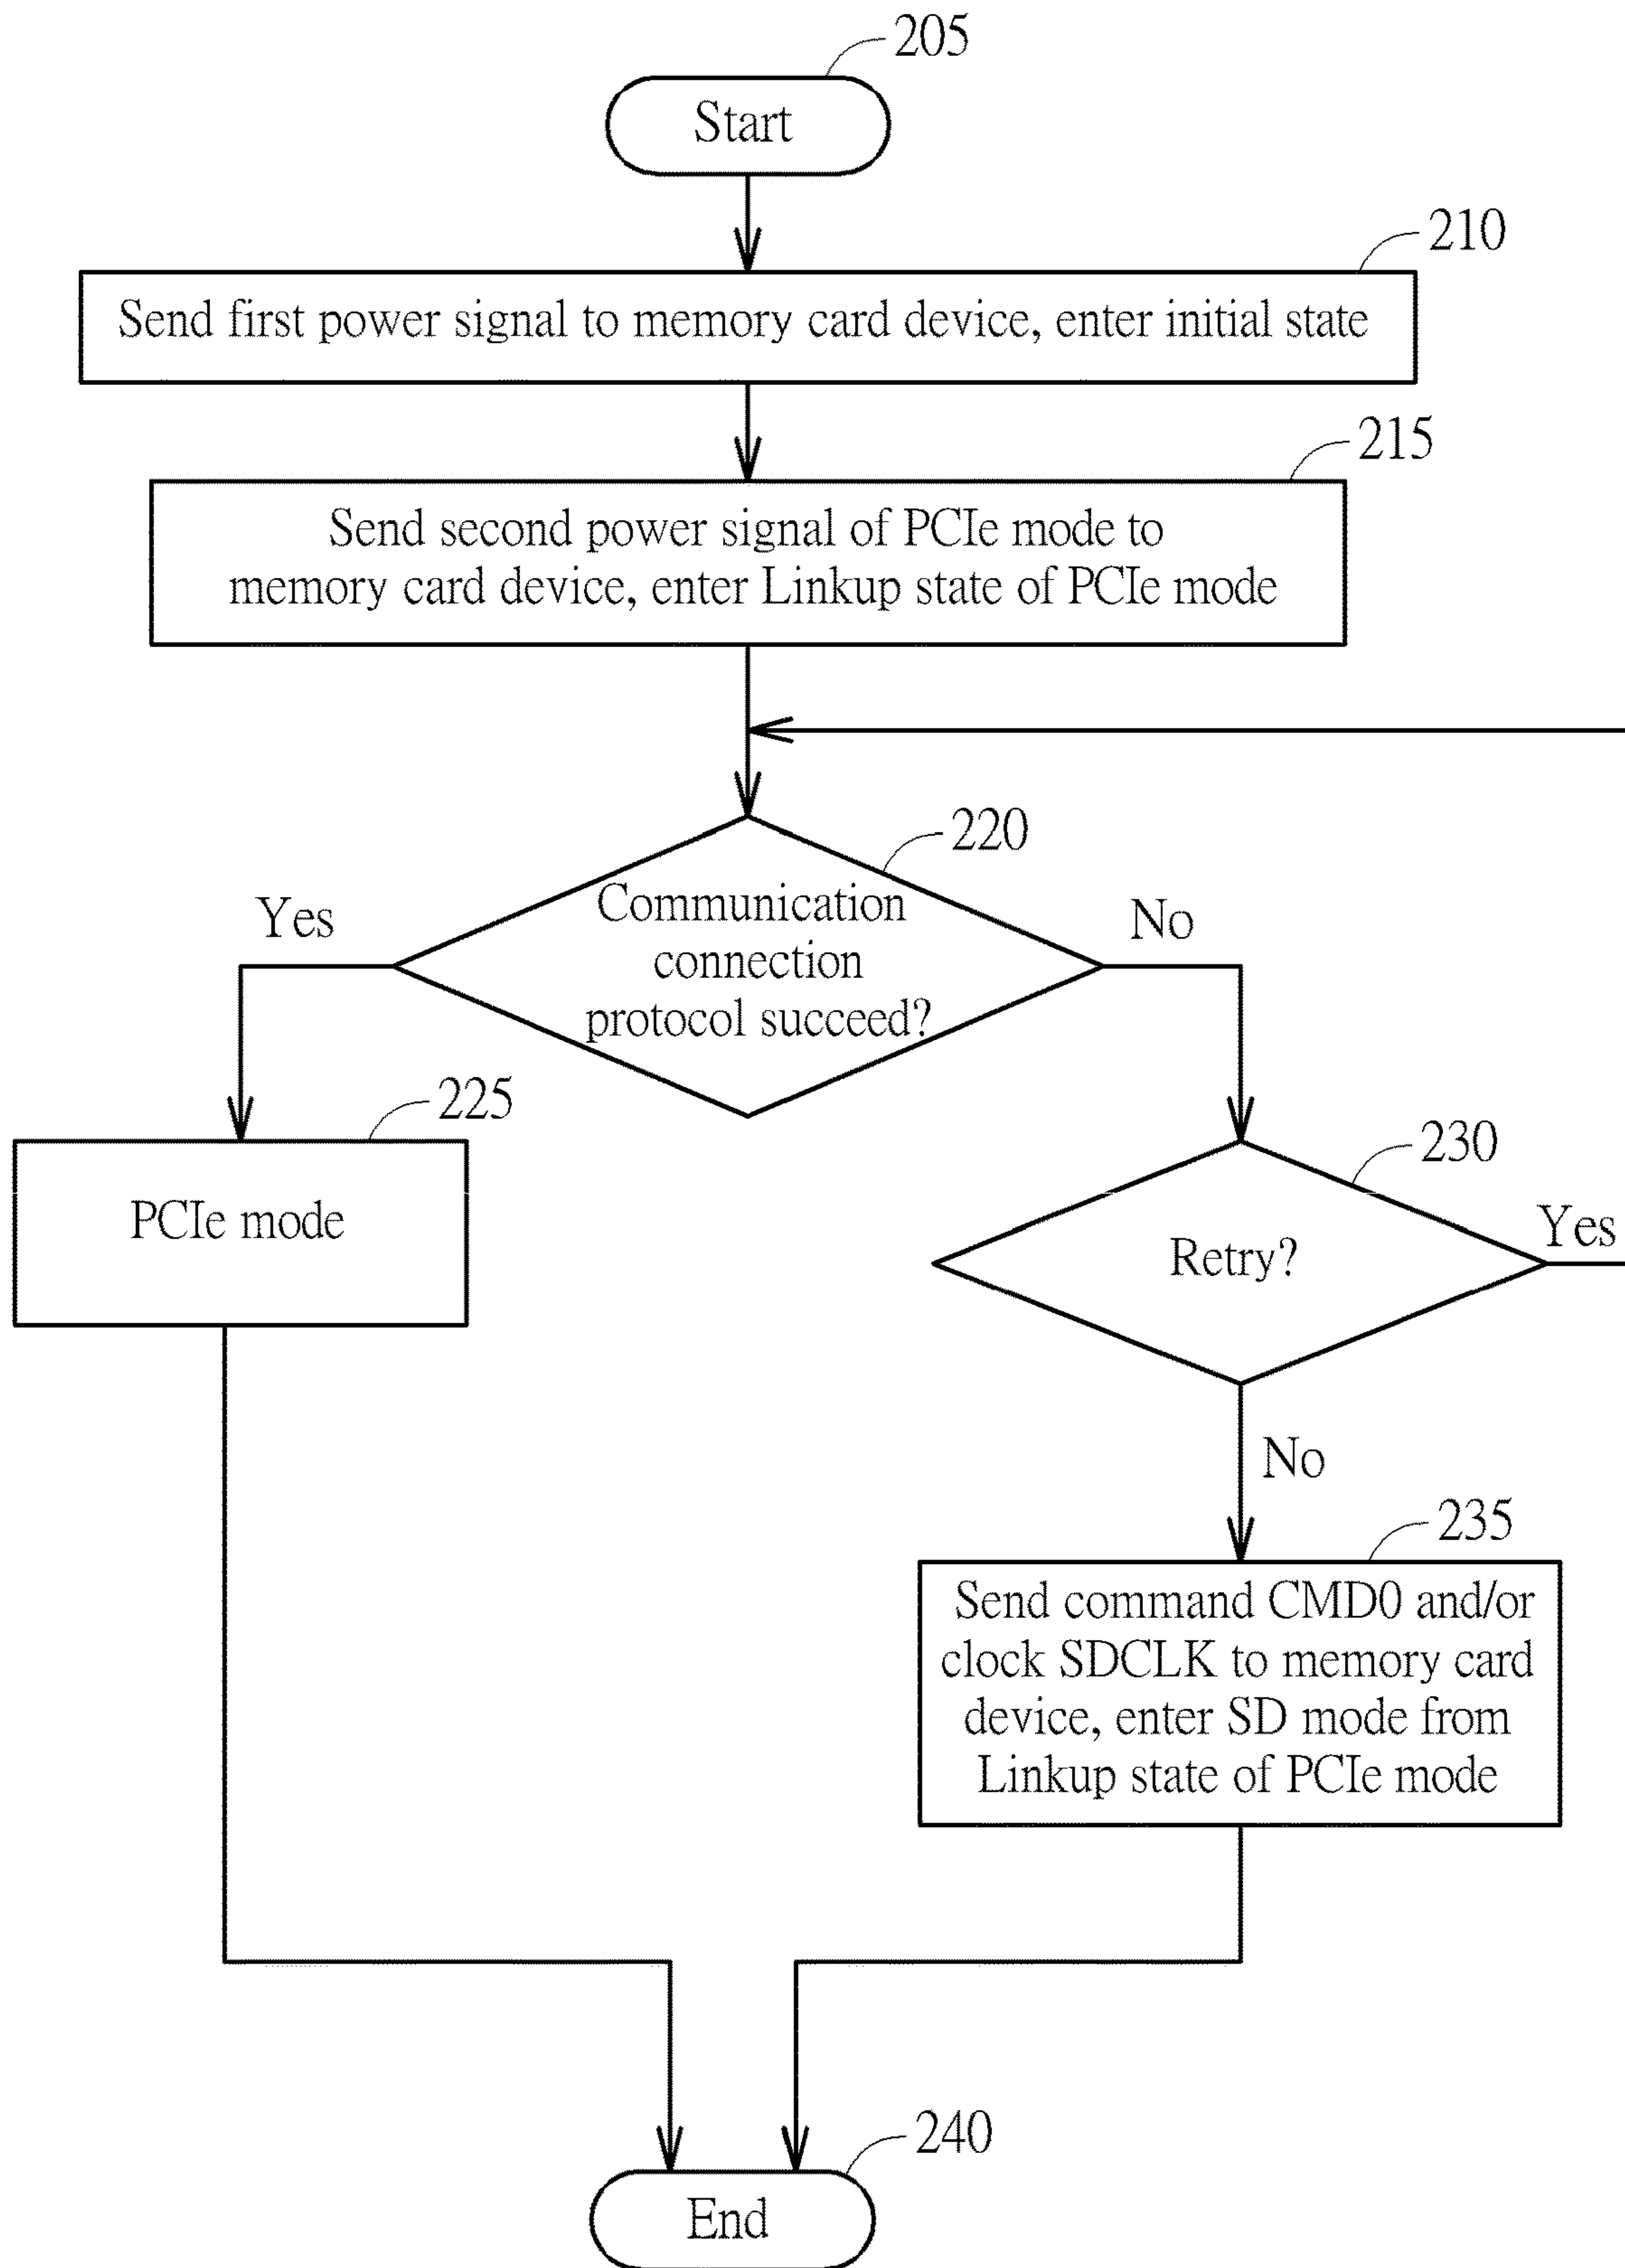 205
Start
210
Send first power signal to memory card device, enter initial state
215
Send second power signal of PCIe mode to
memory card device, enter Linkup state of PCIe mode
220
Communication
connection
protocol succeed?
Yes
No
225
PCIe mode
230
Retry?
Yes
No
235
Send command CMD0 and/or
clock SDCLK to memory card
device, enter SD mode from
Linkup state of PCIe mode
240
End